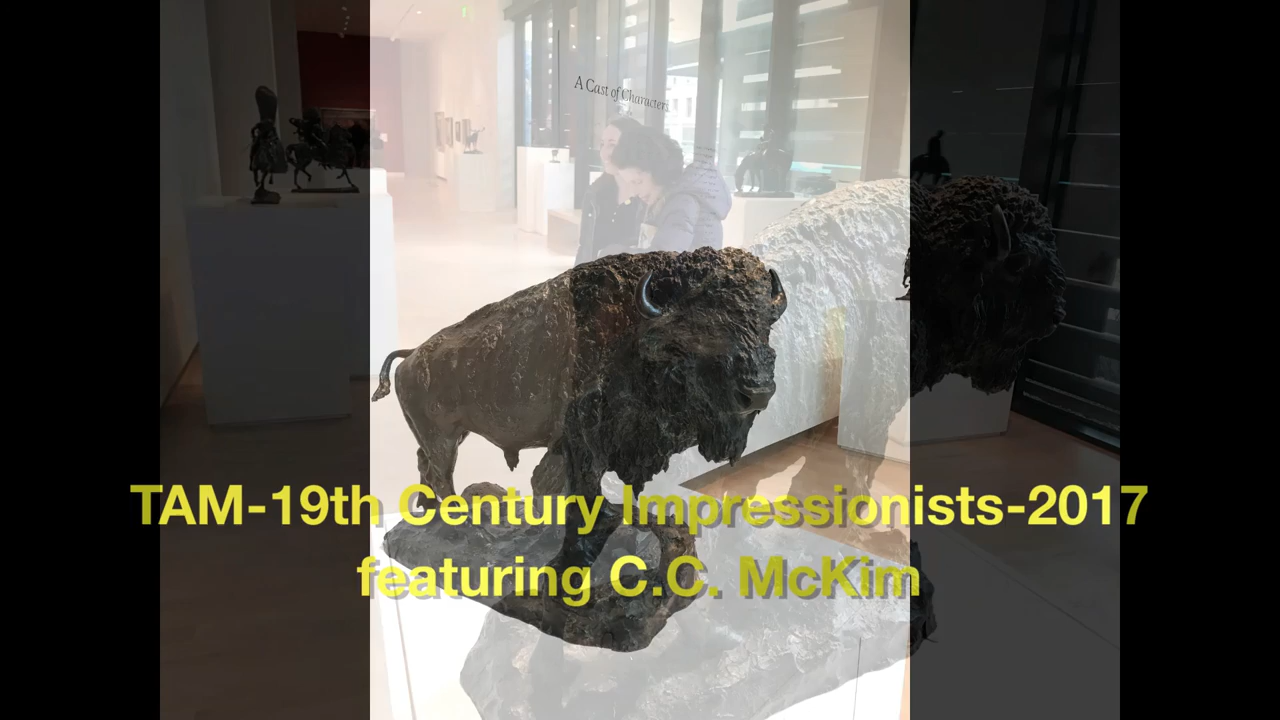 A Cast of Characters
TAM-19th Century Impressionists-2017
featuring C.C. McKim